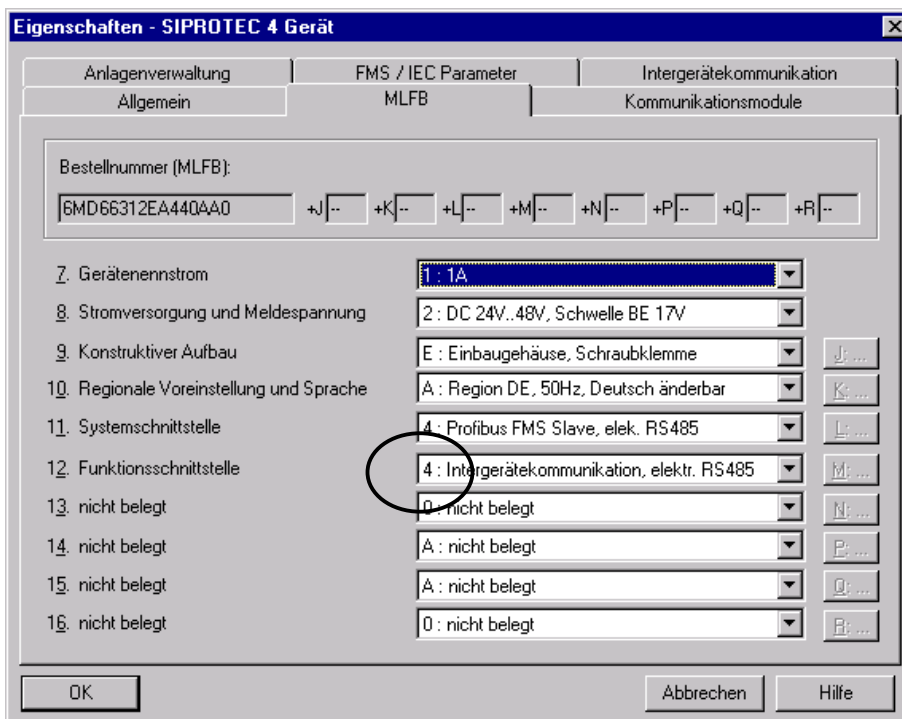 Eigenschaften - SIPROTEC 4 Gerät
Anlagenverwaltung FMS / IEC Parameter Intergerätekommunikation
Allgemein MLFB Kommunikationsmodule
Bestellnummer (MLFB):
6MD66312EA440AA0 +J -- +K -- +L -- +M -- +N -- +P -- +Q -- +R --
7. Gerätenennstrom 1 : 1A
8. Stromversorgung und Meldespannung 2 : DC 24V..48V, Schwelle BE 17V
9. Konstruktiver Aufbau E : Einbaugehäuse, Schraubklemme J: ...
10. Regionale Voreinstellung und Sprache A : Region DE, 50Hz, Deutsch änderbar K: ...
11. Systemschnittstelle 4 : Profibus FMS Slave, elek. RS485 L: ...
12. Funktionsschnittstelle 4 : Intergerätekommunikation, elektr. RS485 M: ...
13. nicht belegt 0 : nicht belegt N: ...
14. nicht belegt A : nicht belegt P: ...
15. nicht belegt A : nicht belegt Q: ...
16. nicht belegt 0 : nicht belegt R: ...
OK Abbrechen Hilfe